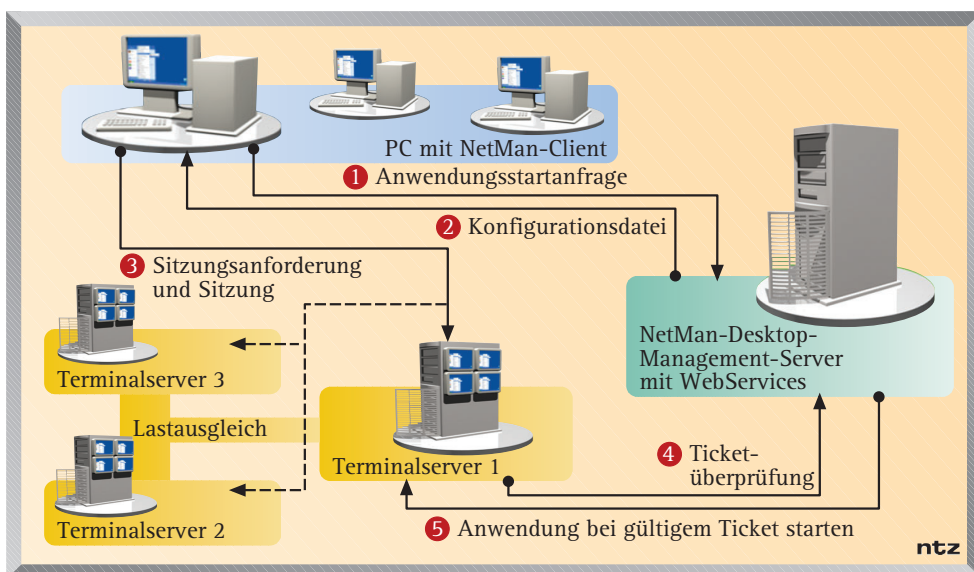 PC mit NetMan-Client
1 Anwendungsstartanfrage
2 Konfigurationsdatei
3 Sitzungsanforderung
und Sitzung
NetMan-Desktop-
Management-Server
mit WebServices
Terminalserver 3
Lastausgleich
Terminalserver 1
4 Ticket-
überprüfung
Terminalserver 2
5 Anwendung bei gültigem Ticket starten
ntz